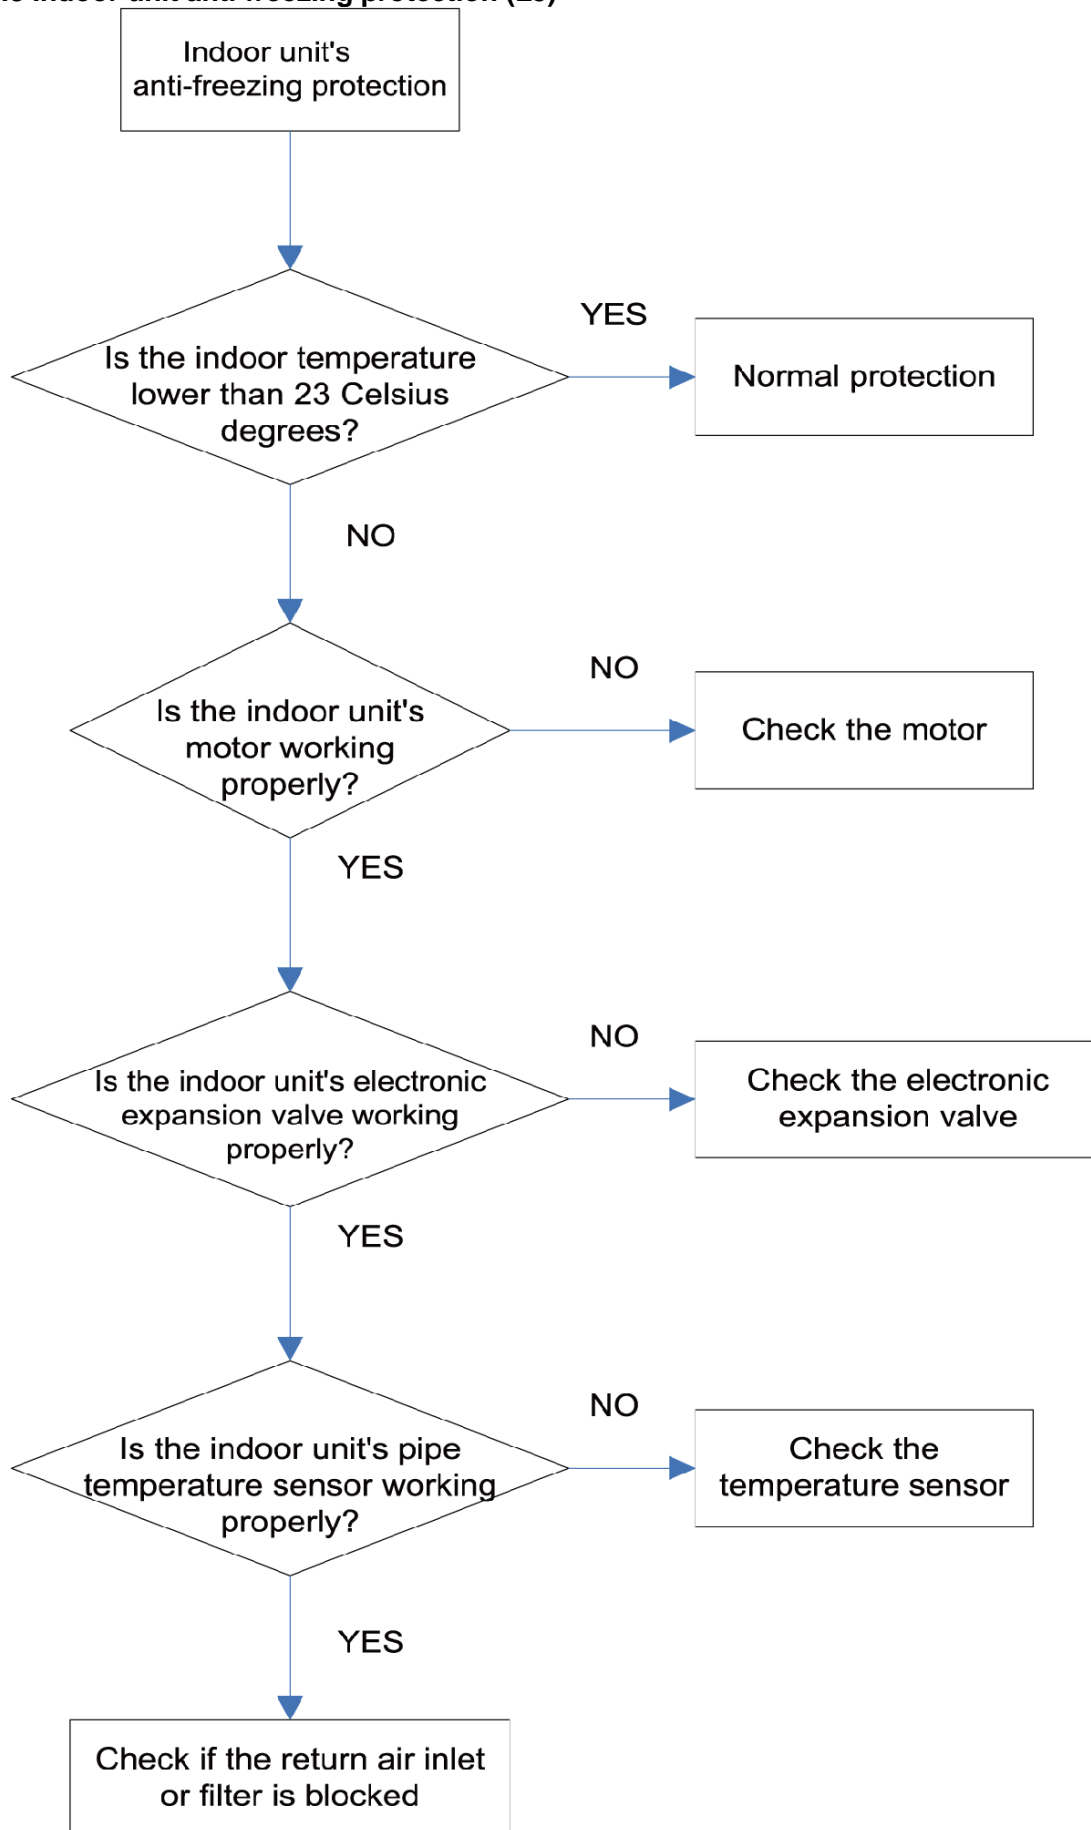 Indoor unit's
anti-freezing protection
Is the indoor temperature
lower than 23 Celsius
degrees?
YES
Normal protection
NO
Is the indoor unit's
motor working
properly?
NO
Check the motor
YES
Is the indoor unit's electronic
expansion valve working
properly?
NO
Check the electronic
expansion valve
YES
Is the indoor unit's pipe
temperature sensor working
properly?
NO
Check the
temperature sensor
YES
Check if the return air inlet
or filter is blocked